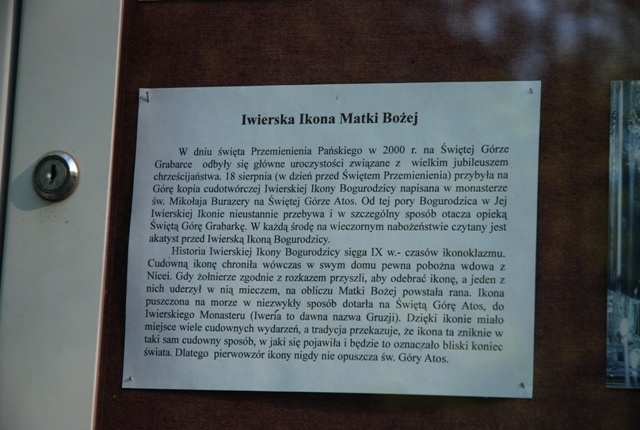 Iwierska Ikona Matki Bożej
W dniu święta Przemienienia Pańskiego w 2000 r. na Świętej Górze
Grabarce odbyły się główne uroczystości związane z wielkim jubileuszem
chrześcijaństwa. 18 sierpnia (w dzień przed Świętem Przemienienia) przybyła na
Górę kopia cudotwórczej Iwierskiej Ikony Bogurodzicy napisana w monasterze
św. Mikołaja Burazery na Świętej Górze Atos. Od tej pory Bogurodzica w Jej
Iwierskiej Ikonie nieustannie przebywa i w szczególny sposób otacza opieką
Świętą Górę Grabarkę. W każdą środę na wieczornym nabożeństwie czytany jest
akatyst przed Iwierską Ikoną Bogurodzicy.
Historia Iwierskiej Ikony Bogurodzicy sięga IX w.- czasów ikonoklazmu.
Cudowną ikonę chroniła wówczas w swym domu pewna pobożna wdowa z
Nicei. Gdy żołnierze zgodnie z rozkazem przyszli, aby odebrać ikonę, a jeden z
nich uderzył w nią mieczem, na obliczu Matki Bożej powstała rana. Ikona
puszczona na morze w niezwykły sposób dotarła na Świętą Górę Atos, do
Iwierskiego Monasteru (Iweria to dawna nazwa Gruzji). Dzięki ikonie miało
miejsce wiele cudownych wydarzeń, a tradycja przekazuje, że ikona ta zniknie w
taki sam cudowny sposób, w jaki się pojawiła i będzie to oznaczało bliski koniec
świata. Dlatego pierwowzór ikony nigdy nie opuszcza św. Góry Atos.